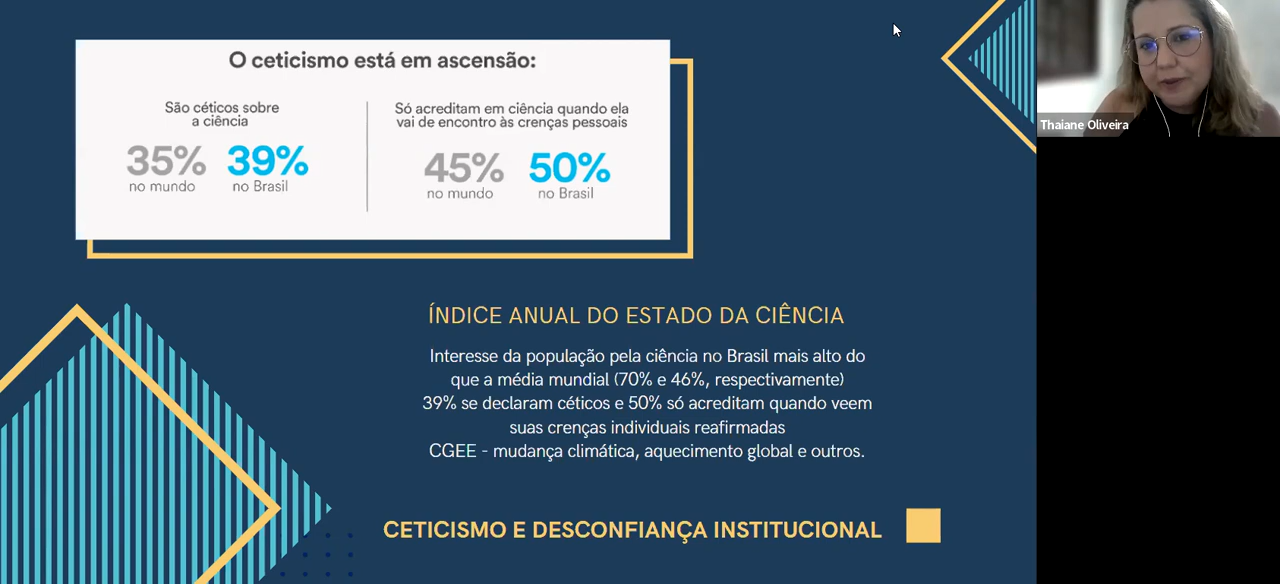 O ceticismo está em ascensão:
São céticos sobre
a ciência
35% 39%
no mundo no Brasil
Só acreditam em ciência quando ela
vai de encontro às crenças pessoais
45% 50%
no mundo no Brasil
Thaiane Oliveira
ÍNDICE ANUAL DO ESTADO DA CIÊNCIA
Interesse da população pela ciência no Brasil mais alto do
que a média mundial (70% e 46%, respectivamente)
39% se declaram céticos e 50% só acreditam quando veem
suas crenças individuais reafirmadas
CGEE - mudança climática, aquecimento global e outros.
CETICISMO E DESCONFIANÇA INSTITUCIONAL